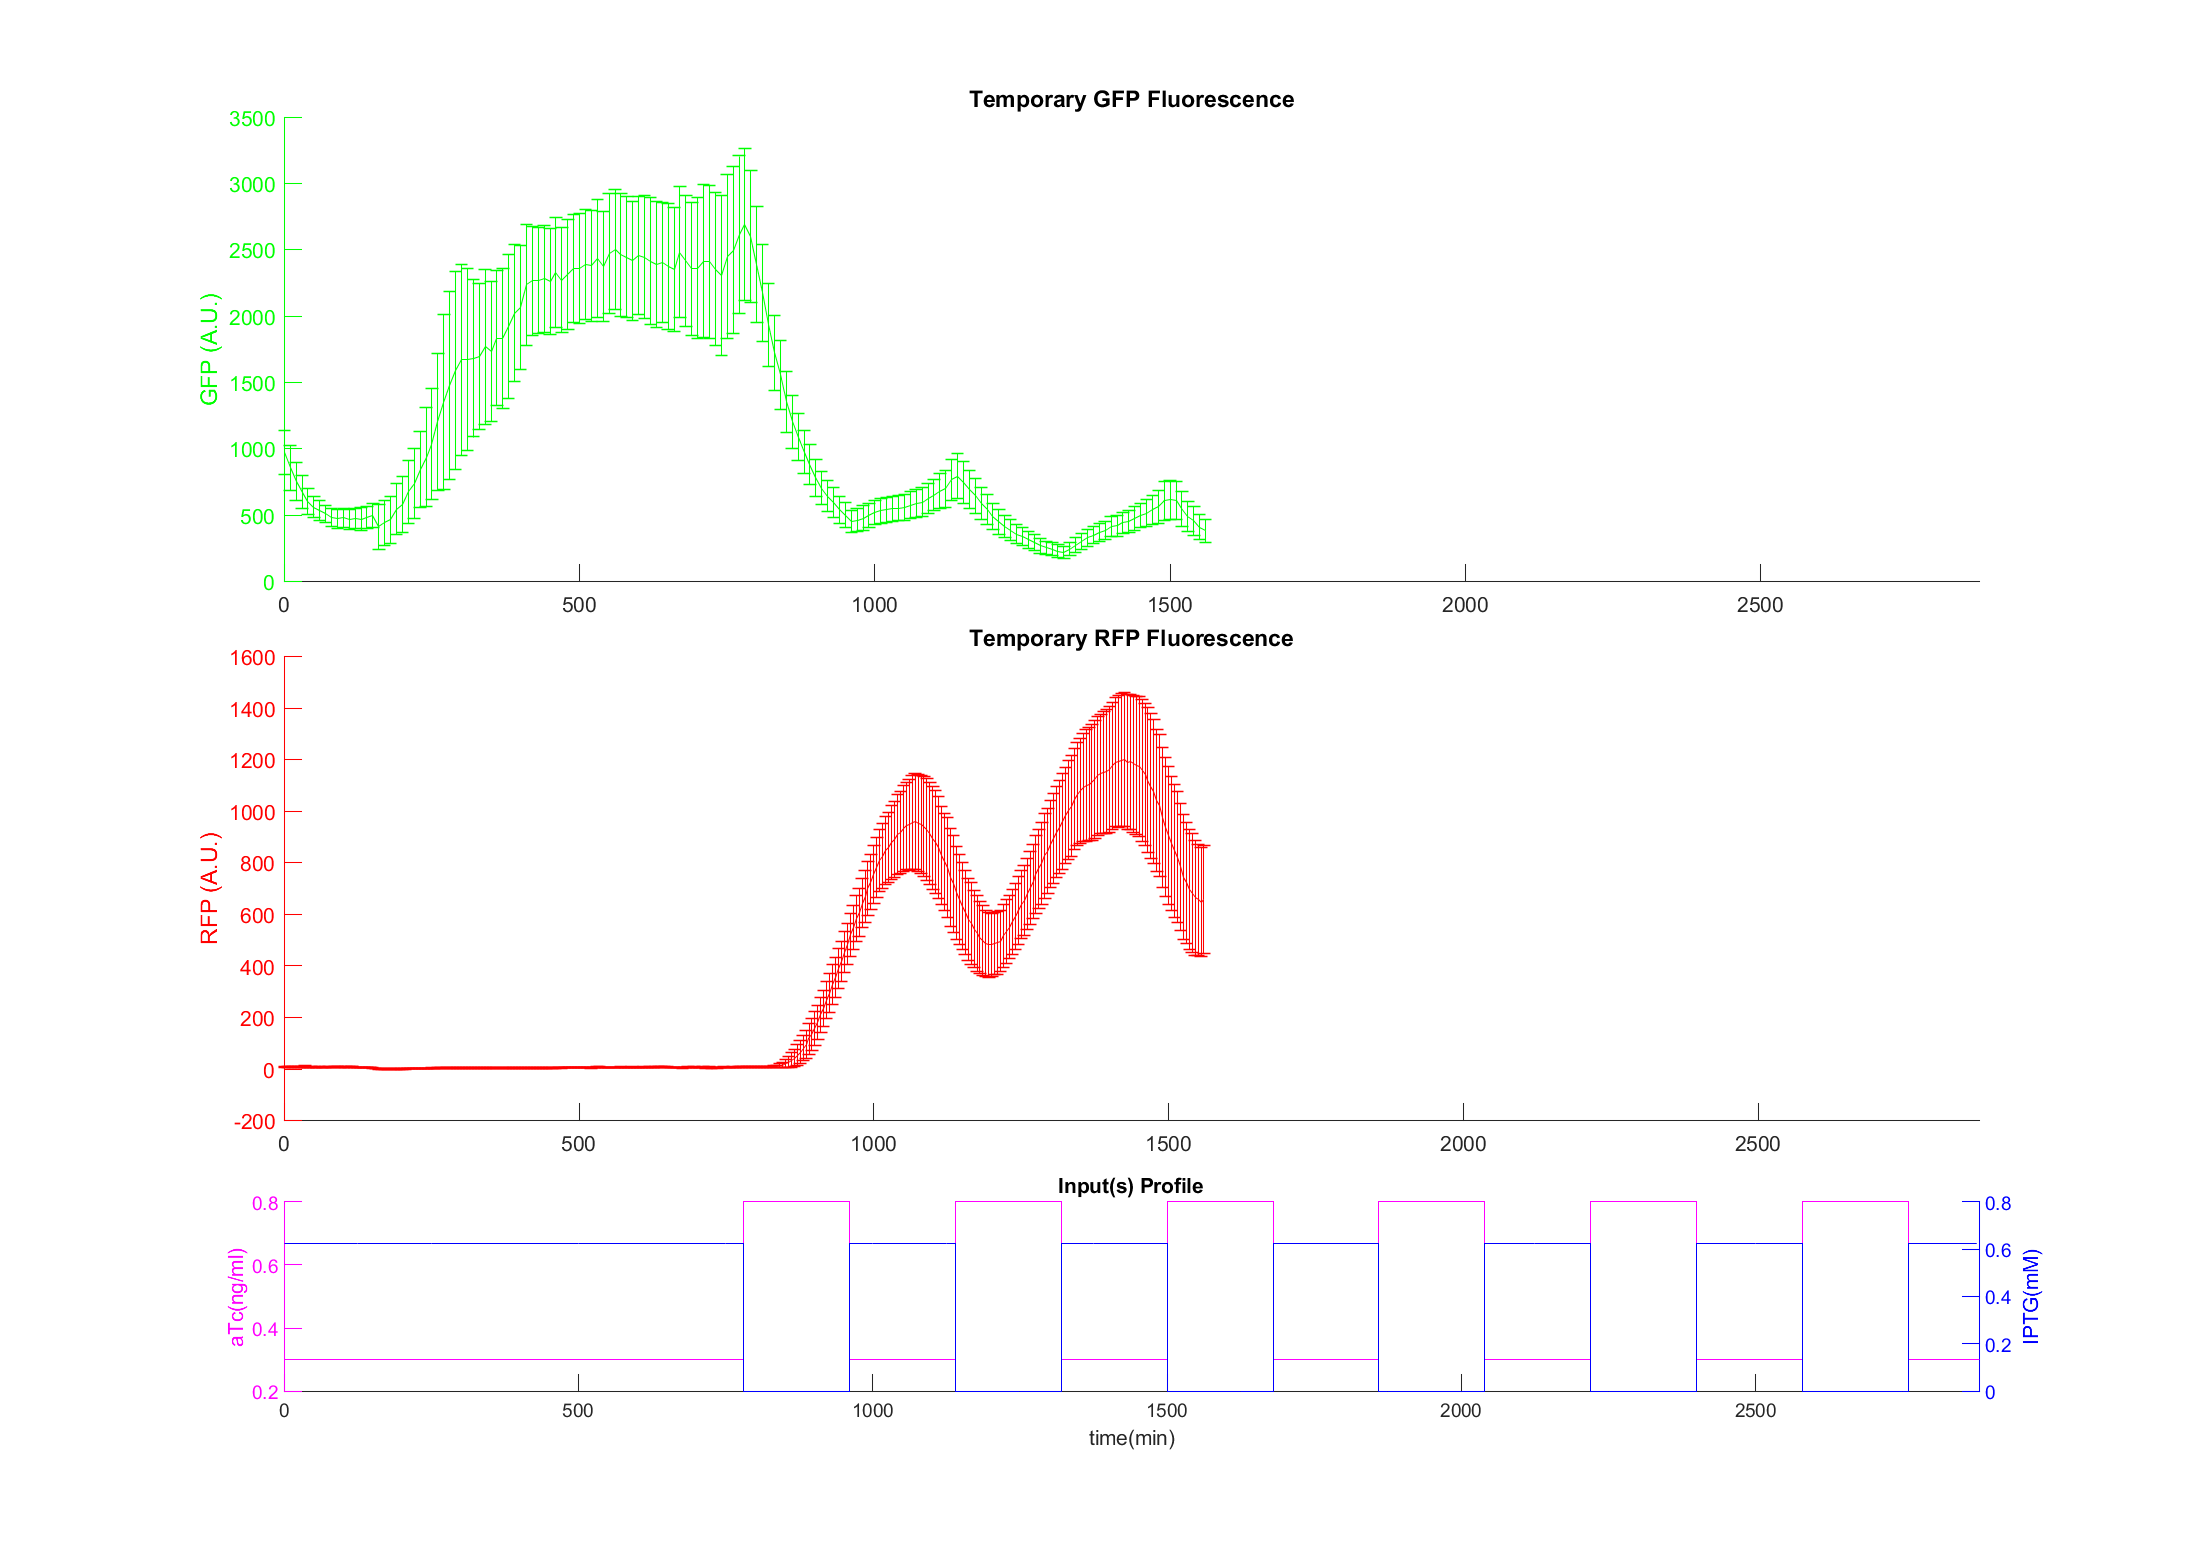 Temporary GFP Fluorescence
3500
3000
2500
2000
1500
1000
500
0
GFP (A.U.)
0 500 1000 1500 2000 2500
Temporary RFP Fluorescence
1600
1400
1200
1000
800
600
400
200
0
-200
RFP (A.U.)
0 500 1000 1500 2000 2500
Input(s) Profile
0.8
0.6
0.4
0.2
aTc(ng/ml)
0.8
0.6
0.4
0.2
0
IPTG(mM)
0 500 1000 1500 2000 2500
time(min)